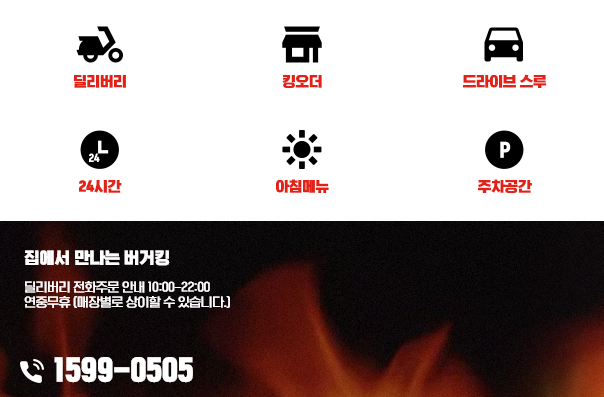 딜리버리
킹오더
드라이브 스루
24
24시간
아침메뉴
P
주차공간
집에서 만나는 버거킹
딜리버리 전화주문 안내 10:00-22:00
연중무휴 (매장별로 상이할 수 있습니다.)
1599-0505